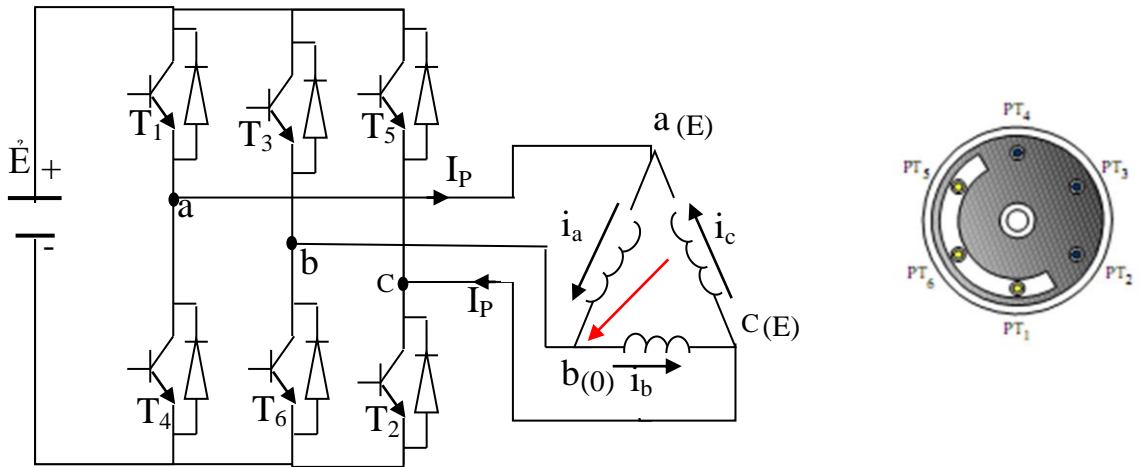 T1
T3
T5
Ẻ
+
-
a
b
c
IP
IP
T4
T6
T2
a (E)
ia
ic
c (E)
b(0)
ib
PT4
PT5
PT3
PT6
PT2
PT1